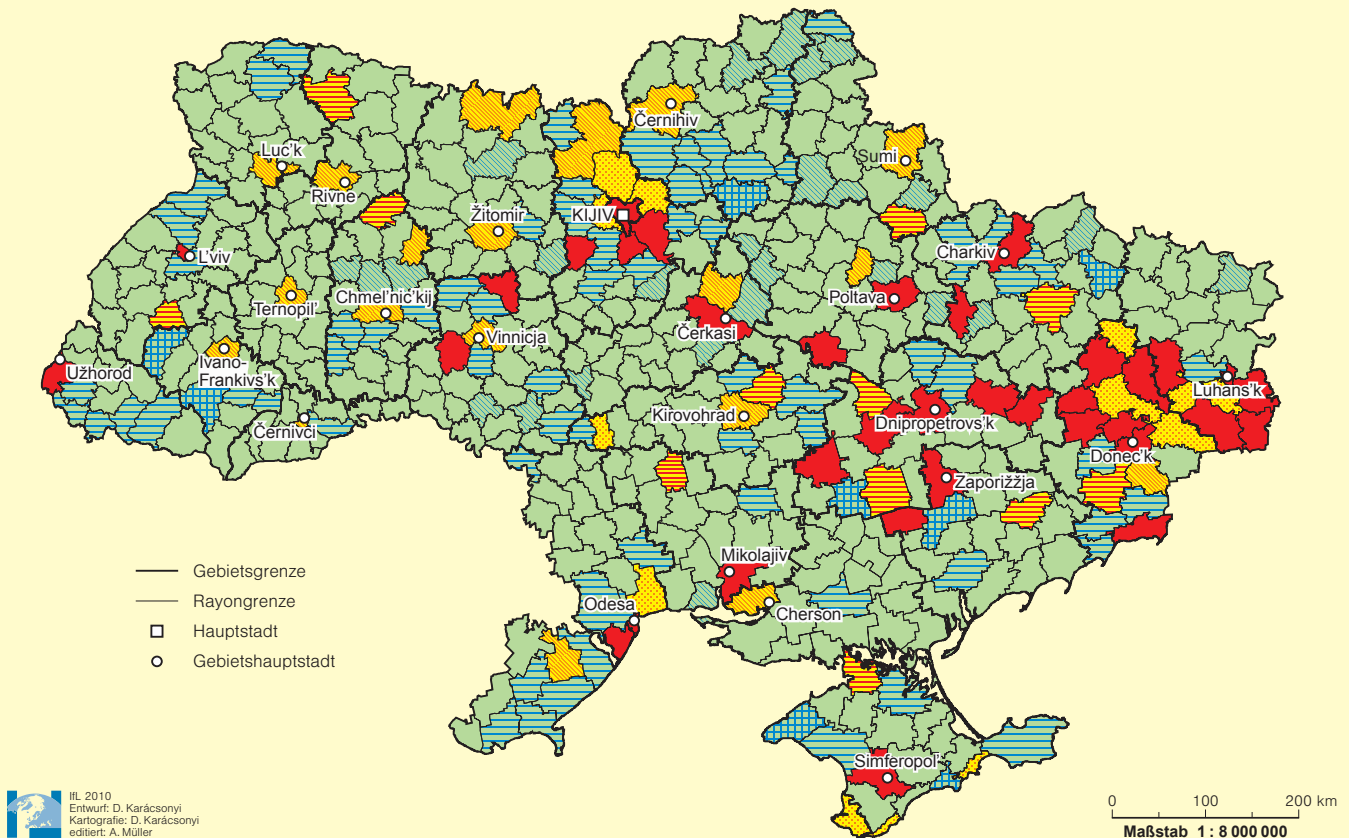 Černihiv
Sumi
Luc'k
Rivne
Žitomir
KIJIV
L'viv
Charkiv
Ternopil'
Chmel'nic'kij
Poltava
Čerkasi
Vinnicja
Užhorod
Ivano-
Frankivs'k
Luhans'k
Černivci
Kirovohrad
Dnipropetrovs'k
Donec'k
Zaporižžja
Mikolajiv
Odesa
Cherson
Gebietsgrenze
Rayongrenze
Hauptstadt
Gebietshauptstadt
Simferopol'
IfL 2010
Entwurf: D. Karácsonyi
Kartografie: D. Karácsonyi
editiert: A. Müller
0 100 200 km
Maßstab 1 : 8 000 000